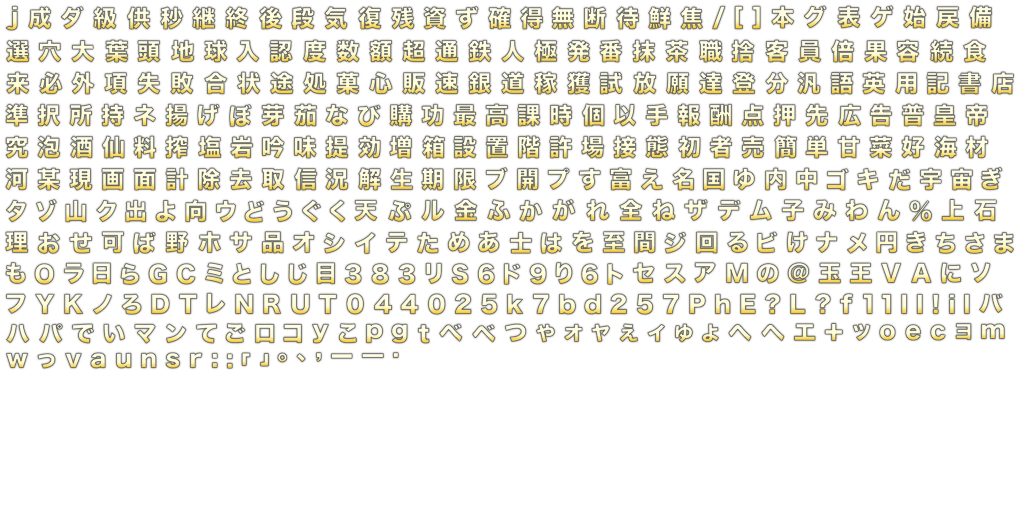 j成ダ級供秒継終後段気復残資ず確得無断待鮮焦/[]本グ表ゲ始戻備
選穴大葉頭地球入認度数額超通鉄人極発番抹茶職捨客員倍果容続食
来必外項失敗合状途処菓心販速銀道稼獲試放願達登分汎語英用記書店
準択所持ネ揚げぼ芽茄なび購功最高課時個以手報酬点押先広告普皇帝
究泡酒仙料搾塩岩吟味提効増箱設置階許場接態初者売簡単甘菜好海材
河某現画面計除去取信況解生期限ブ開プす富え名国ゆ内中ゴキだ宇宙ぎ
タゾ山ク出よ向ウどうぐく天ぷル金ふかがれ全ねザデム子みわん%上石
理おせ可ば野ホサ品オシイテためあ士はを至間ジ回るビけナメ円きちさま
もOラ日らGCミとしじ目383リS6ド9り6トセスアMの@玉王VAにソ
フYKノろDTレNRUT044025k7bd257PhE?L?f11ll!iIバ
ハパでいマンてごロコyこpgtべベつやォャぇィゅょヘへエ+ッoecヨm
wっvaunsr::「」°、’ー一・